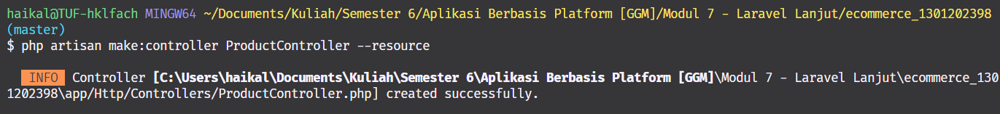 haikal@TUF-hklfach MINGW64 ~/Documents/Kuliah/Semester 6/Aplikasi Berbasis Platform [GGM]/Modul 7 - Laravel Lanjut/ecommerce_1301202398
(master)
$ php artisan make:controller ProductController --resource
INFO Controller [C:\Users\haikal\Documents\Kuliah\Semester 6\Aplikasi Berbasis Platform [GGM]\Modul 7 - Laravel Lanjut\ecommerce_130
1202398\app/Http/Controllers/ProductController.php] created successfully.